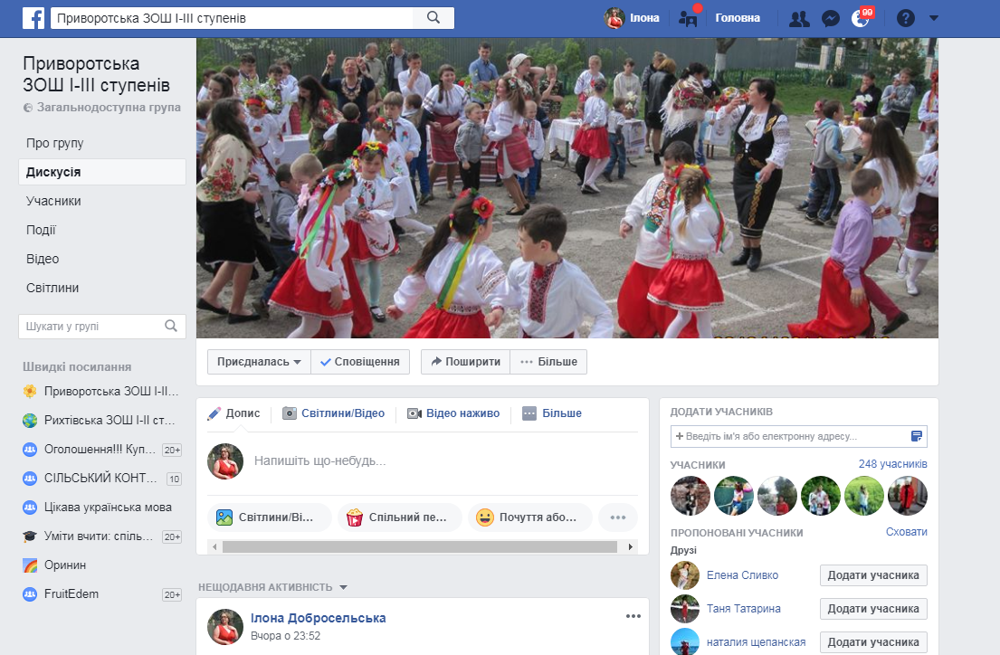 Приворотська ЗОШ І-ІІІ ступенів
Ілона
Головна
99
Приворотська
ЗОШ І-ІІІ ступенів
Загальнодоступна група
Про групу
Дискусія
Учасники
Події
Відео
Світлини
Шукати у групі
Швидкі посилання
Приворотська ЗОШ І-ІІ...
Рихтівська ЗОШ І-ІІ ст...
Оголошення!!! Куп... 20+
СІЛЬСЬКИЙ КОНТ... 10
Цікава українська мова
Уміти вчити: спіль... 20+
Оринин
FruitEdem 20+
Приєдналась
Сповіщення
Поширити
Більше
Допис
Світлини/Відео
Відео наживо
Більше
Напишіть що-небудь...
Світлини/Ві...
Спільний пе...
Почуття або...
НЕЩОДАВНЯ АКТИВНІСТЬ
Ілона Добросельська
Вчора о 23:52
ДОДАТИ УЧАСНИКІВ
+ Введіть ім'я або електронну адресу...
УЧАСНИКИ 248 учасників
ПРОПОНОВАНІ УЧАСНИКИ Сховати
Друзі
Елена Сливко Додати учасника
Таня Татарина Додати учасника
наталия щепанская Додати учасника